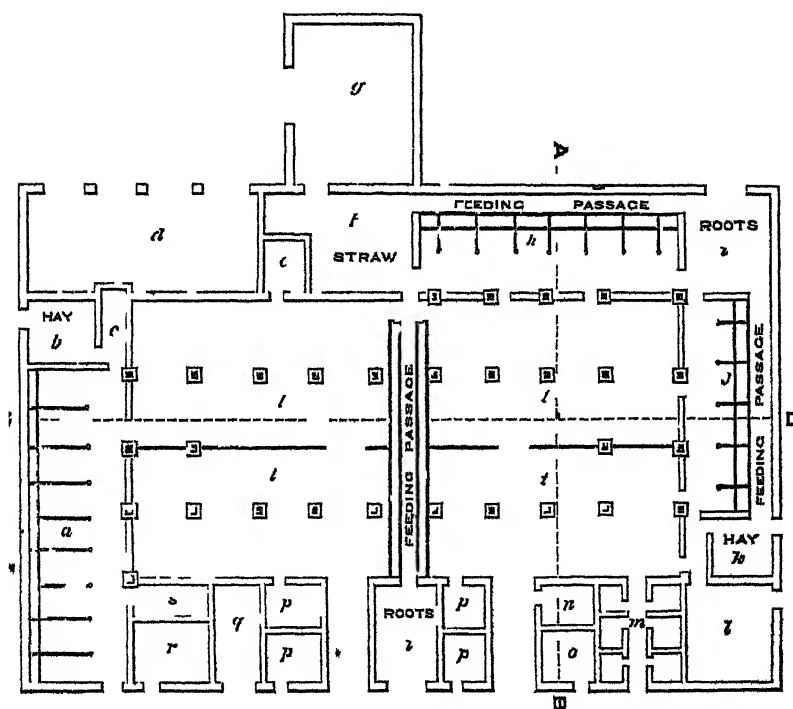 g
A
FEEDING PASSAGE
f
h
ROOTS
d
STRAW
HAY
b
c
J
FEEDING PASSAGE
l
l
FEEDING PASSAGE
a
HAY
k
s
q
p
p
ROOTS
n
m
r
p
p
o
l
B